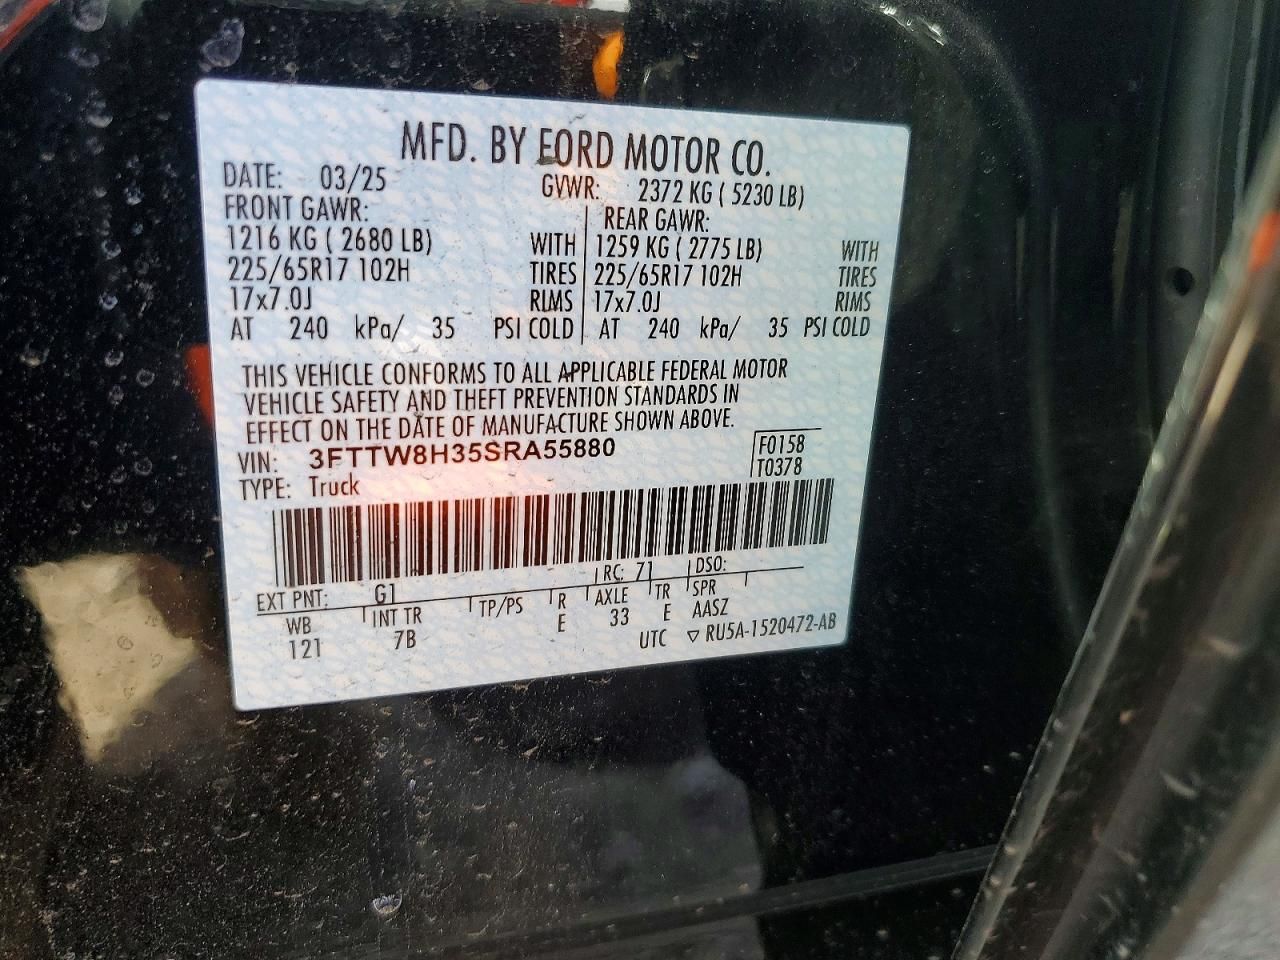 MFD. BY FORD MOTOR CO.
DATE: 03/25 GVWR: 2372 KG ( 5230 LB)
FRONT GAWR: REAR GAWR:
1216 KG ( 2680 LB) WITH 1259 KG ( 2775 LB) WITH
225/65R17 102H TIRES 225/65R17 102H TIRES
17x7.0J RIMS 17x7.0J RIMS
AT 240 kPa/ 35 PSI COLD AT 240 kPa/ 35 PSI COLD
THIS VEHICLE CONFORMS TO ALL APPLICABLE FEDERAL MOTOR
VEHICLE SAFETY AND THEFT PREVENTION STANDARDS IN
EFFECT ON THE DATE OF MANUFACTURE SHOWN ABOVE.
VIN: 3FTTW8H35SRA55880 F0158
TYPE: Truck T0378
EXT PNT: G1 RC: 71 DSO:
WB INT TR TP/PS R AXLE TR SPR
121 7B E 33 E AASZ
UTC ▽ RU5A-1520472-AB